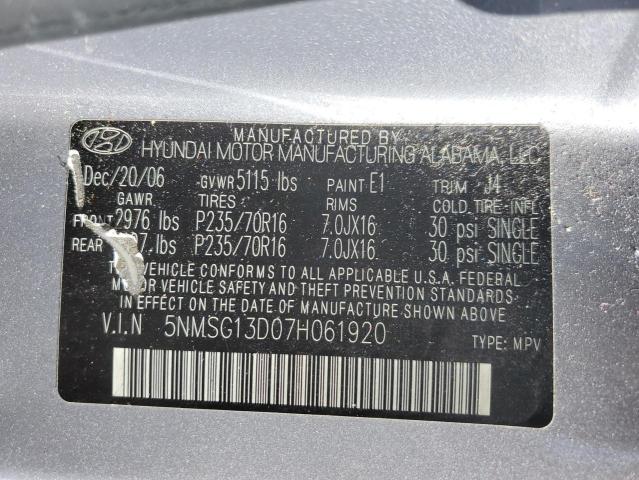 MANUFACTURED BY
HYUNDAI MOTOR MANUFACTURING ALABAMA, LLC
Dec/20/06 GVWR 5115 lbs PAINT E1 TRIM J4
GAWR TIRES RIMS COLD TIRE INFL
FRONT 2976 lbs P235/70R16 7.0JX16 30 psi SINGLE
REAR lbs P235/70R16 7.0JX16 30 psi SINGLE
THIS VEHICLE CONFORMS TO ALL APPLICABLE U.S.A. FEDERAL
MOTOR VEHICLE SAFETY STANDARDS
IN EFFECT ON THE DATE OF MANUFACTURE SHOWN ABOVE.
V.I.N 5NMSG13D07H061920 TYPE: MPV